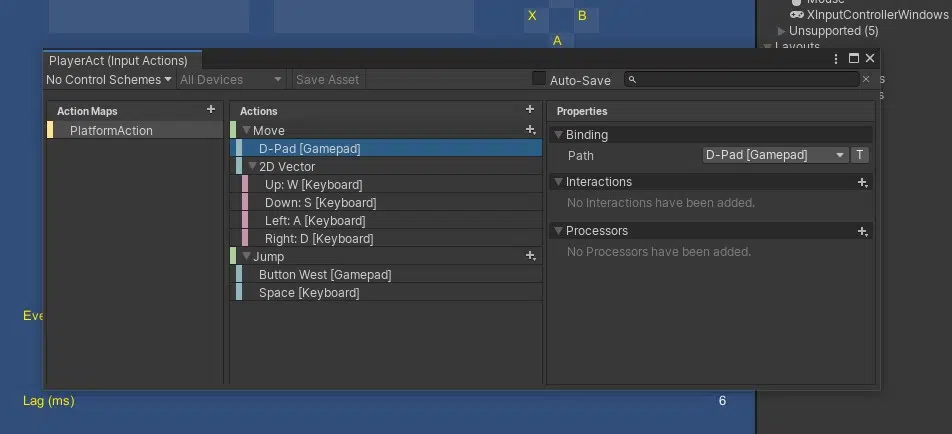 Mouse
X B
XInputControllerWindows
Unsupported (5)
A
Layouts
PlayerAct (Input Actions)
No Control Schemes All Devices Save Asset Auto-Save
Action Maps + Actions + Properties
PlatformAction
Move
D-Pad [Gamepad]
2D Vector
Up: W [Keyboard]
Down: S [Keyboard]
Left: A [Keyboard]
Right: D [Keyboard]
Jump
Button West [Gamepad]
Space [Keyboard]
Binding
Path D-Pad [Gamepad] T
Interactions
No Interactions have been added.
Processors
No Processors have been added.
Eve
Lag (ms) 6